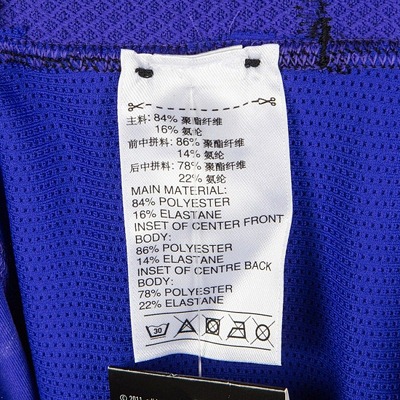 主料: 84% 聚酯纤维
16% 氨纶
前中拼料: 86% 聚酯纤维
14% 氨纶
后中拼料: 78% 聚酯纤维
22% 氨纶
MAIN MATERIAL:
84% POLYESTER
16% ELASTANE
INSET OF CENTER FRONT
BODY:
86% POLYESTER
14% ELASTANE
INSET OF CENTRE BACK
BODY:
78% POLYESTER
22% ELASTANE
30
© 2011